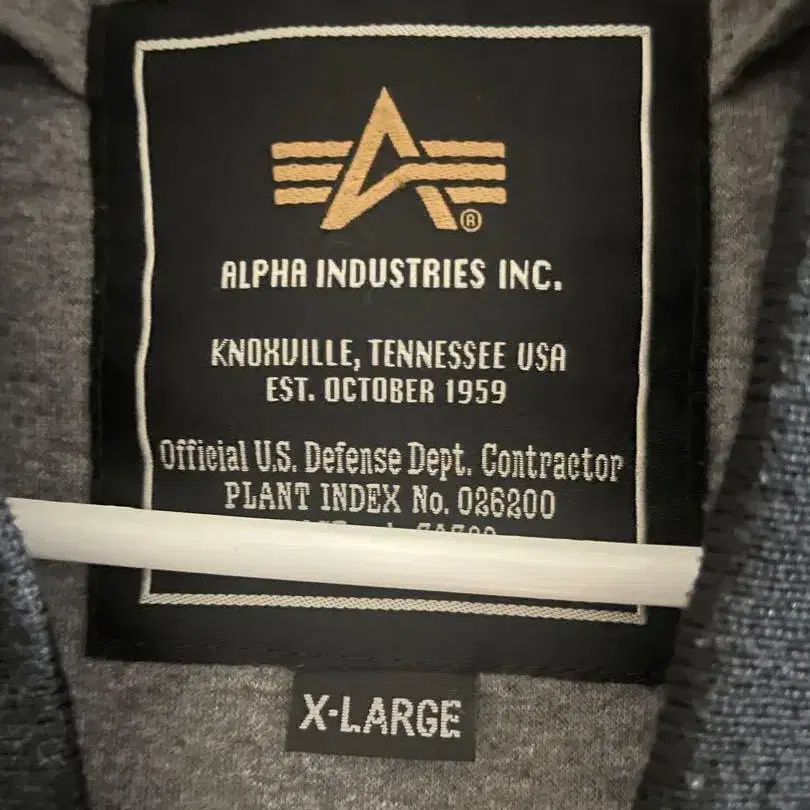 ®
ALPHA INDUSTRIES INC.
KNOXVILLE, TENNESSEE USA
EST. OCTOBER 1959
Official U.S. Defense Dept. Contractor
PLANT INDEX No. 026200
X-LARGE